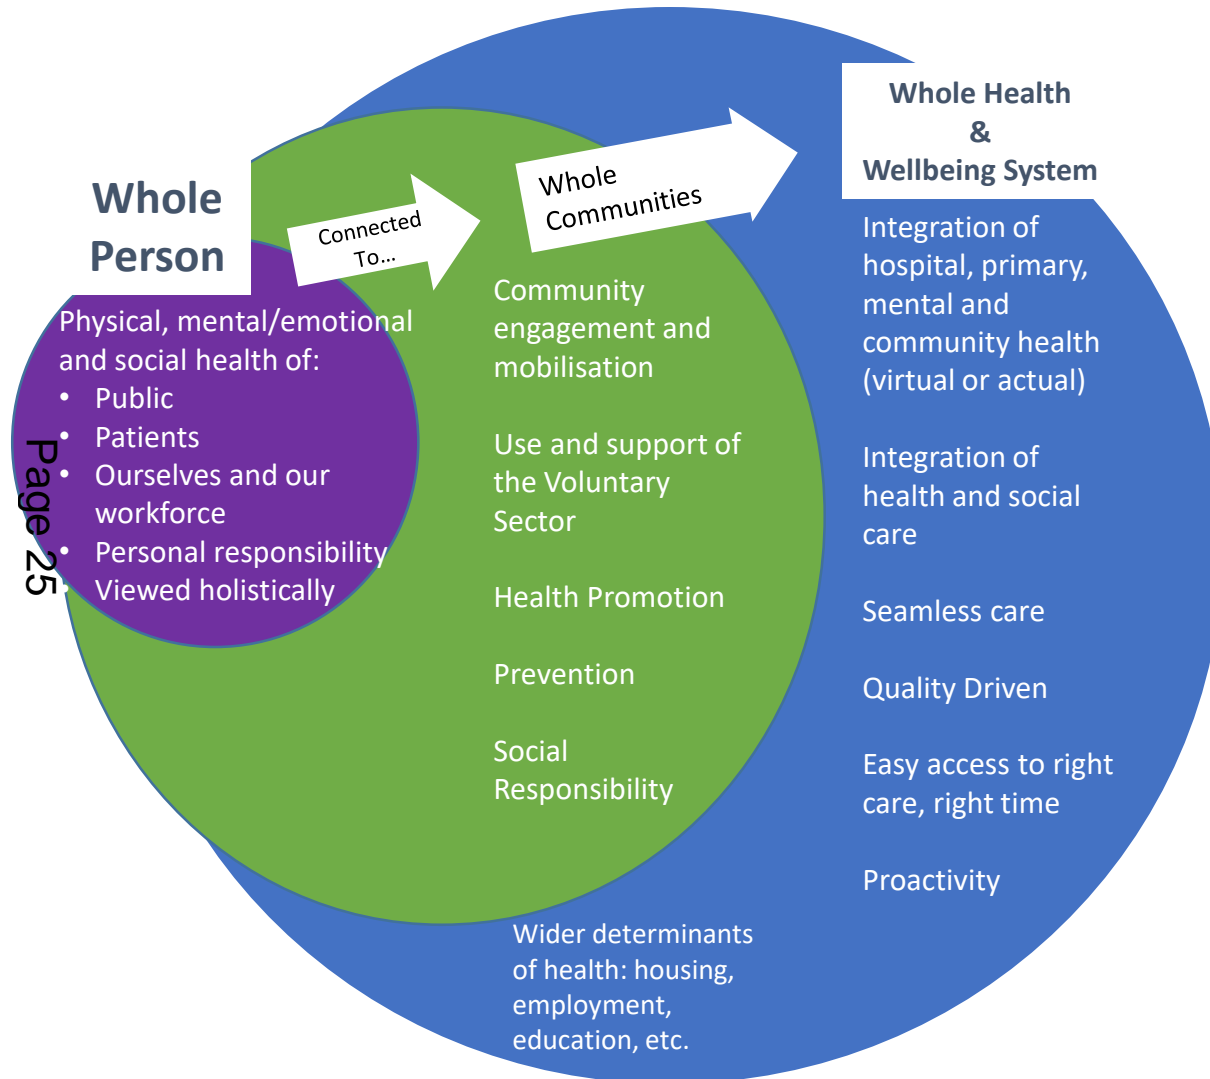 Whole
Person
Physical, mental/emotional
and social health of:
• Public
• Patients
• Ourselves and our
workforce
• Personal responsibility
• Viewed holistically
Page 25
Connected
To...
Whole
Communities
Community
engagement and
mobilisation
Use and support of
the Voluntary
Sector
Health Promotion
Prevention
Social
Responsibility
Whole Health
&
Wellbeing System
Integration of
hospital, primary,
mental and
community health
(virtual or actual)
Integration of
health and social
care
Seamless care
Quality Driven
Easy access to right
care, right time
Proactivity
Wider determinants
of health: housing,
employment,
education, etc.